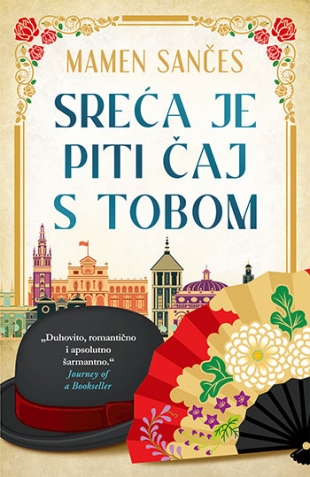 MAMEN SANČES
SREĆA JE
PITI ČAJ
S TOBOM
„Duhovito, romantično
i apsolutno
šarmantno.“
Journey of
a Bookseller